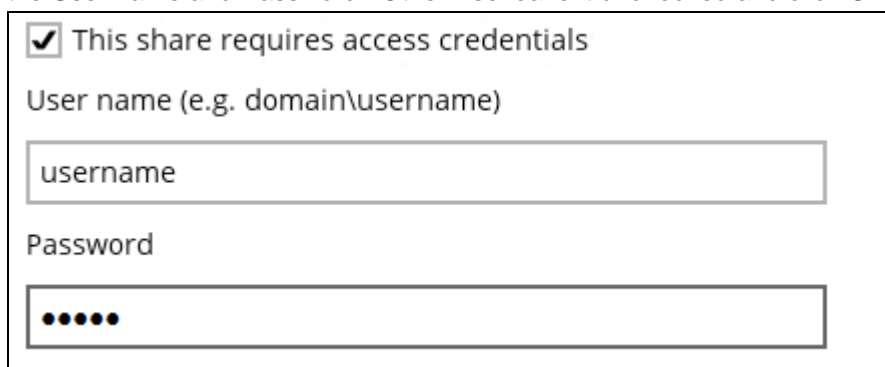 This share requires access credentials
User name (e.g. domain\username)
username
Password
•••••